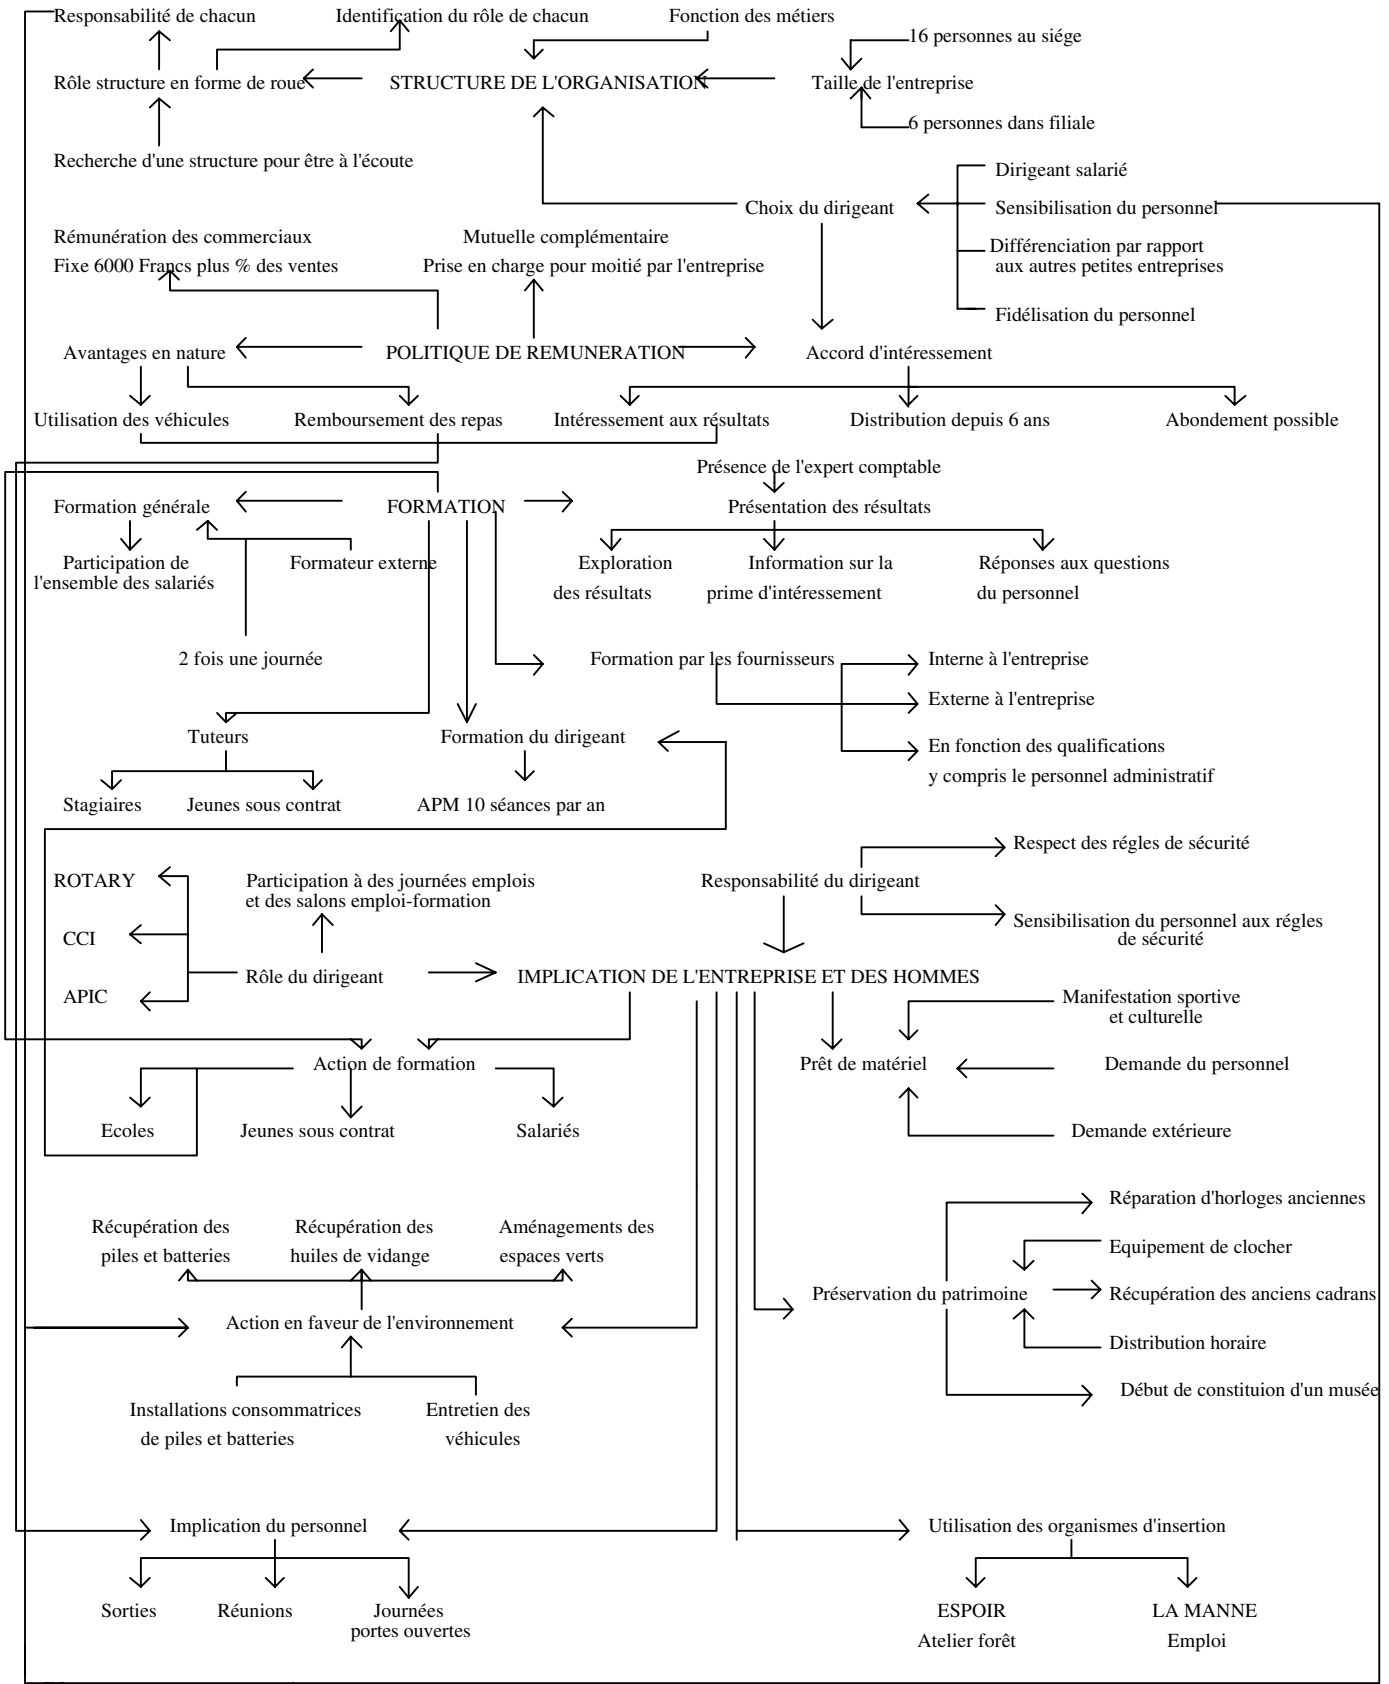 Responsabilité de chacun
Identification du rôle de chacun
Fonction des métiers
16 personnes au siége
Rôle structure en forme de roue
STRUCTURE DE L'ORGANISATION
Taille de l'entreprise
6 personnes dans filiale
Recherche d'une structure pour être à l'écoute
Dirigeant salarié
Choix du dirigeant
Sensibilisation du personnel
Différenciation par rapport
aux autres petites entreprises
Fidélisation du personnel
Rémunération des commerciaux
Fixe 6000 Francs plus % des ventes
Mutuelle complémentaire
Prise en charge pour moitié par l'entreprise
Avantages en nature
POLITIQUE DE REMUNERATION
Accord d'intéressement
Utilisation des véhicules
Remboursement des repas
Intéressement aux résultats
Distribution depuis 6 ans
Abondement possible
Présence de l'expert comptable
Formation générale
FORMATION
Présentation des résultats
Participation de
l'ensemble des salariés
Formateur externe
Exploration
des résultats
Information sur la
prime d'intéressement
Réponses aux questions
du personnel
2 fois une journée
Formation par les fournisseurs
Interne à l'entreprise
Externe à l'entreprise
En fonction des qualifications
y compris le personnel administratif
Tuteurs
Formation du dirigeant
Stagiaires
Jeunes sous contrat
APM 10 séances par an
Respect des régles de sécurité
ROTARY
Participation à des journées emplois
et des salons emploi-formation
Responsabilité du dirigeant
Sensibilisation du personnel aux régles
de sécurité
CCI
Rôle du dirigeant
IMPLICATION DE L'ENTREPRISE ET DES HOMMES
APIC
Manifestation sportive
et culturelle
Action de formation
Prêt de matériel
Demande du personnel
Ecoles
Jeunes sous contrat
Salariés
Demande extérieure
Réparation d'horloges anciennes
Récupération des
piles et batteries
Récupération des
huiles de vidange
Aménagements des
espaces verts
Equipement de clocher
Préservation du patrimoine
Récupération des anciens cadrans
Action en faveur de l'environnement
Distribution horaire
Début de constituion d'un musée
Installations consommatrices
de piles et batteries
Entretien des
véhicules
Implication du personnel
Utilisation des organismes d'insertion
Sorties
Réunions
Journées
portes ouvertes
ESPOIR
Atelier forêt
LA MANNE
Emploi